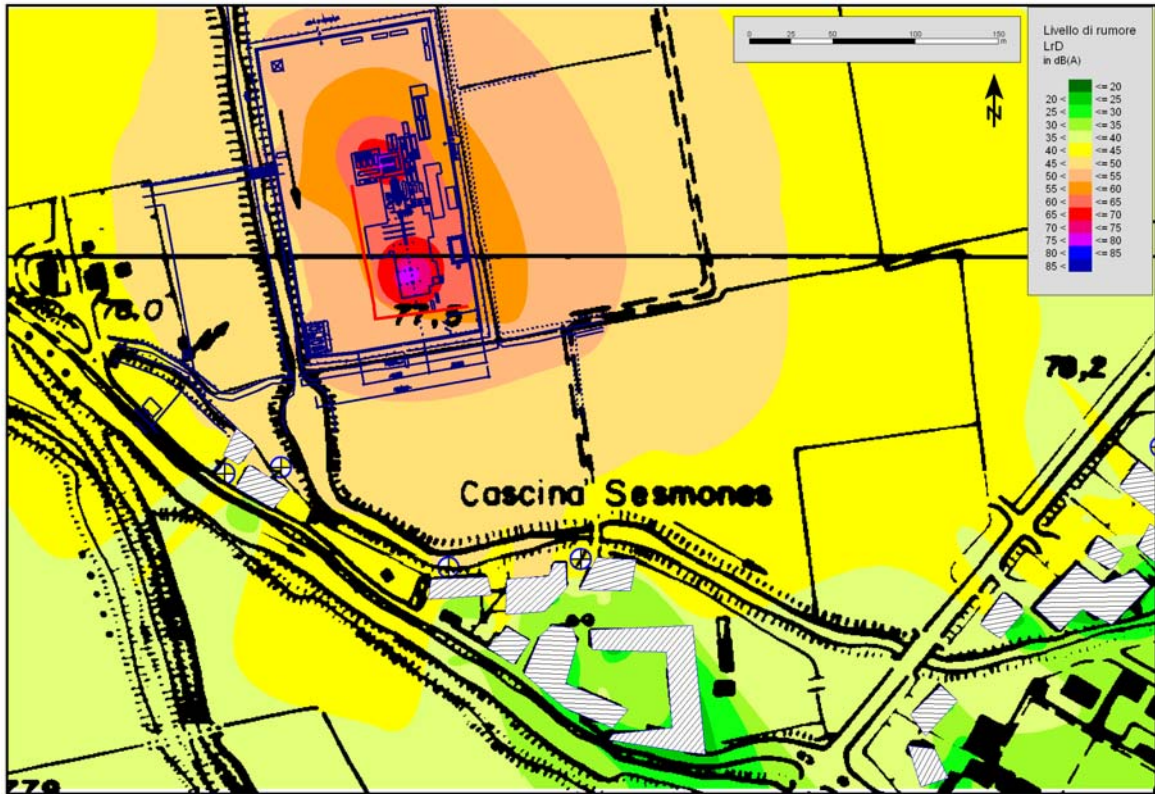 0 25 50 100 150
m
Livello di rumore
LrD
in dB(A)
<= 20
20 < <= 25
25 < <= 30
30 < <= 35
35 < <= 40
40 < <= 45
45 < <= 50
50 < <= 55
55 < <= 60
60 < <= 65
65 < <= 70
70 < <= 75
75 < <= 80
80 < <= 85
85 <
N
78,0
77,5
78,2
Cascina Sesmones